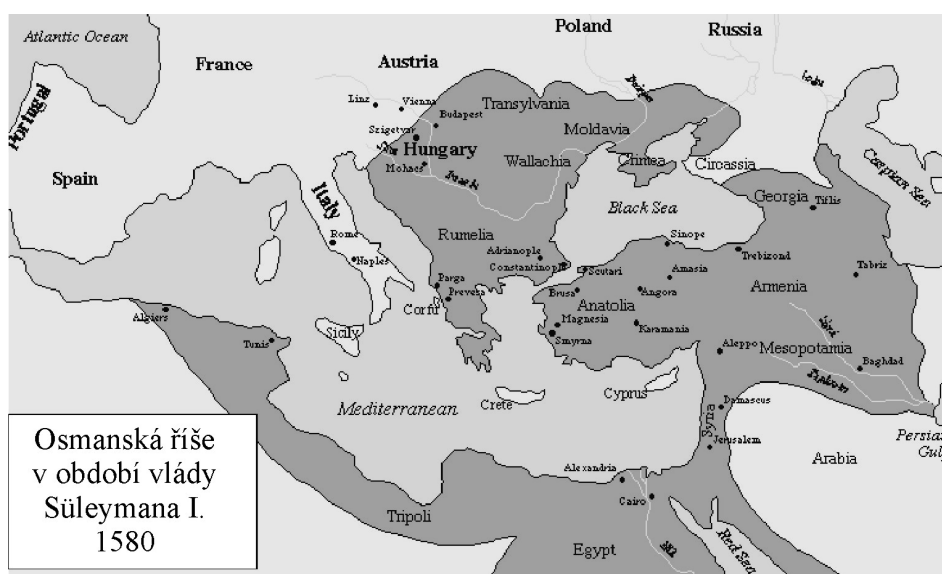 Atlantic Ocean
Poland
Russia
France
Austria
Portugal
Linz
Vienna
Budapest
Transylvania
Szigetvar
Moldavia
Hungary
Mohacs
Wallachia
Crimea
Circassia
Caspian Sea
Spain
Italy
Georgia
Tiflis
Black Sea
Rome
Rumelia
Sinope
Naples
Adrianople
Constantinople
Scutari
Trebizond
Tabriz
Parga
Prevesa
Brusa
Amasia
Angora
Armenia
Corfu
Anatolia
Algiers
Magnesia
Karamania
Sicily
Smyrna
Tunis
Aleppo
Mesopotamia
Baghdad
Mediterranean
Crete
Cyprus
Damascus
Syria
Jerusalem
Persian
Gulf
Arabia
Alexandria
Cairo
Tripoli
Egypt
Red Sea
Osmanská říše
v období vlády
Süleymana I.
1580